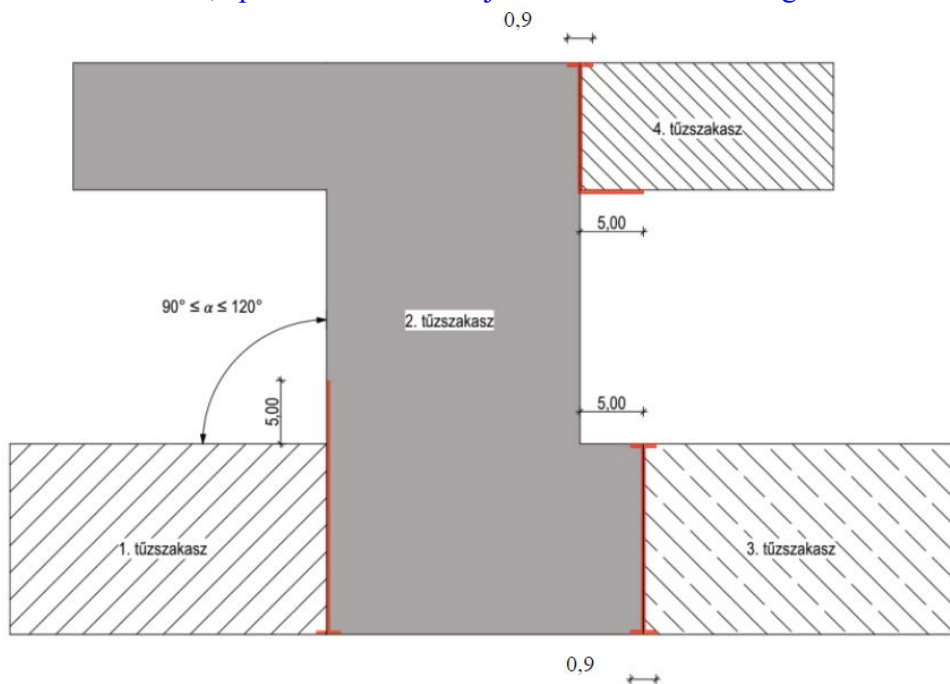 0,9
4. tűzszakasz
5,00
90° ≤ α ≤ 120°
2. tűzszakasz
5,00
5,00
1. tűzszakasz
3. tűzszakasz
0,9